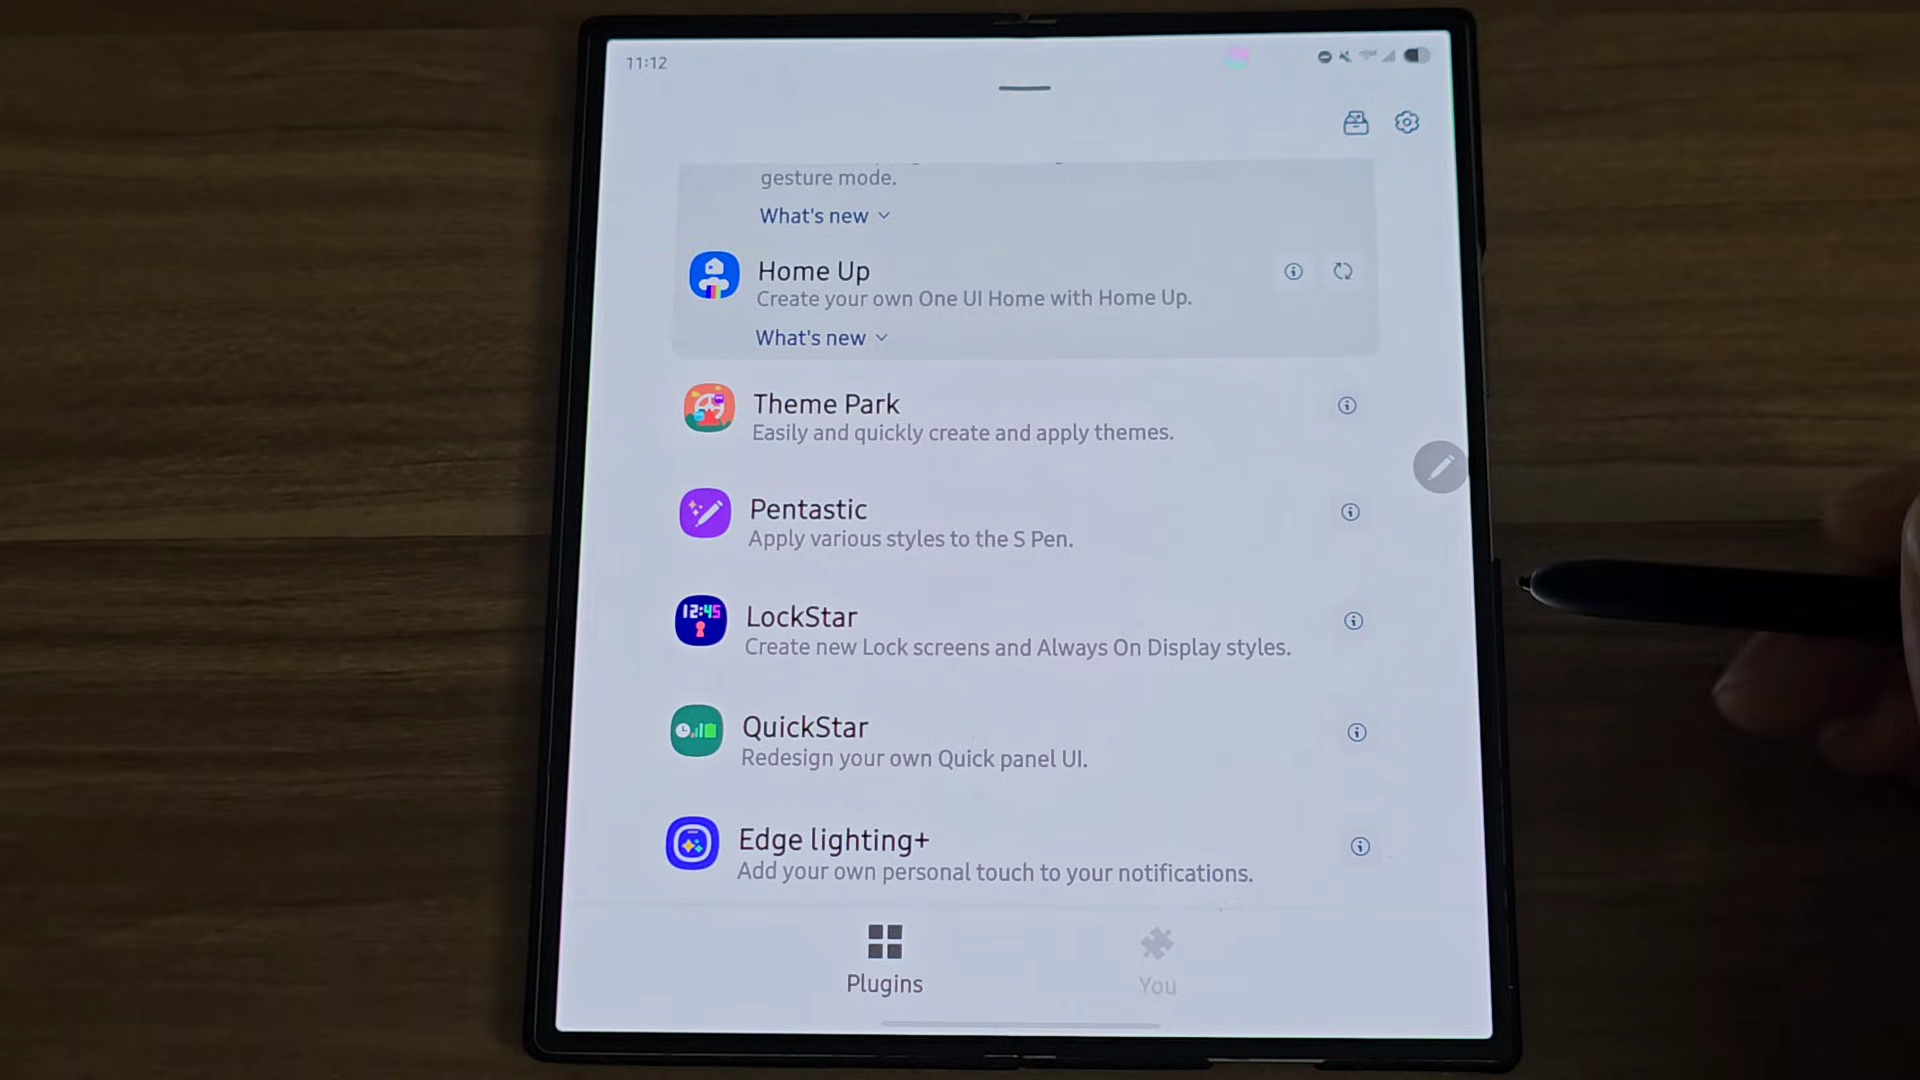 11:12
gesture mode.
What's new
Home Up
Create your own One UI Home with Home Up.
What's new
Theme Park
Easily and quickly create and apply themes.
Pentastic
Apply various styles to the S Pen.
12:45
LockStar
Create new Lock screens and Always On Display styles.
QuickStar
Redesign your own Quick panel UI.
Edge lighting+
Add your own personal touch to your notifications.
Plugins
You